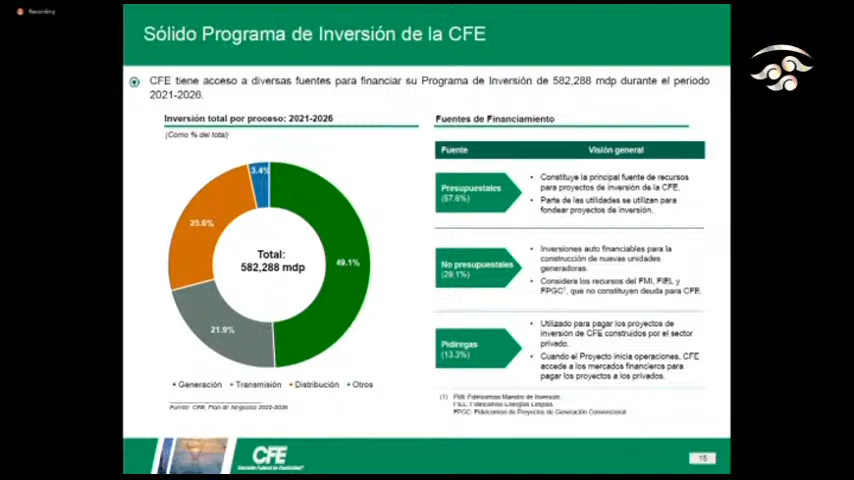 Recording
Sólido Programa de Inversión de la CFE
CFE tiene acceso a diversas fuentes para financiar su Programa de Inversión de 582,288 mdp durante el periodo
2021-2026.
Inversión total por proceso: 2021-2026
(Como % del total)
3.4%
25.6%
49.1%
21.9%
Total:
582,288 mdp
Generación Transmisión Distribución Otros
Fuente: CFE, Plan de Negocios 2022-2026
Fuentes de Financiamiento
Fuente Visión general
Presupuestales
(57.6%)
• Constituye la principal fuente de recursos
para proyectos de inversión de la CFE.
• Parte de las utilidades se utilizan para
fondear proyectos de inversión.
No presupuestales
(29.1%)
• Inversiones auto financiables para la
construcción de nuevas unidades
generadoras.
• Considera los recursos del FMI, FIEL y
FPGC¹, que no constituyen deuda para CFE.
Pidiregas
(13.3%)
• Utilizado para pagar los proyectos de
inversión de CFE construidos por el sector
privado.
• Cuando el Proyecto inicia operaciones, CFE
accede a los mercados financieros para
pagar los proyectos a los privados.
(1) FMI: Fideicomiso Maestro de Inversión.
FIEL: Fideicomiso Energías Limpias.
FPGC: Fideicomiso de Proyectos de Generación Convencional
CFE
Comisión Federal de Electricidad
15